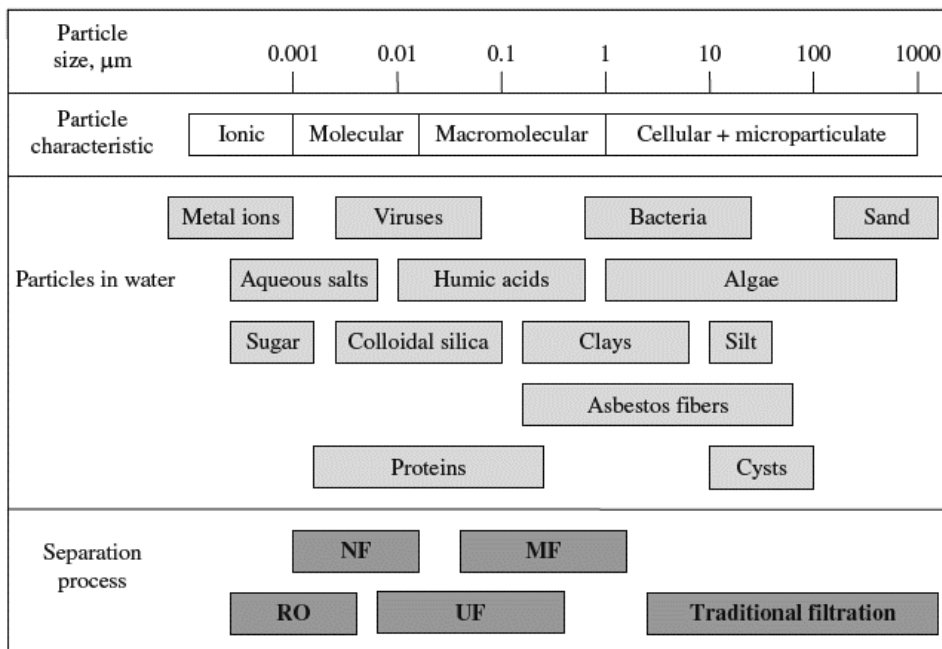 Particle
size, μm
0.001 0.01 0.1 1 10 100 1000
Particle
characteristic
Ionic Molecular Macromolecular Cellular + microparticulate
Particles in water
Metal ions Viruses Bacteria Sand
Aqueous salts Humic acids Algae
Sugar Colloidal silica Clays Silt
Asbestos fibers
Proteins Cysts
Separation
process
NF MF
RO UF Traditional filtration